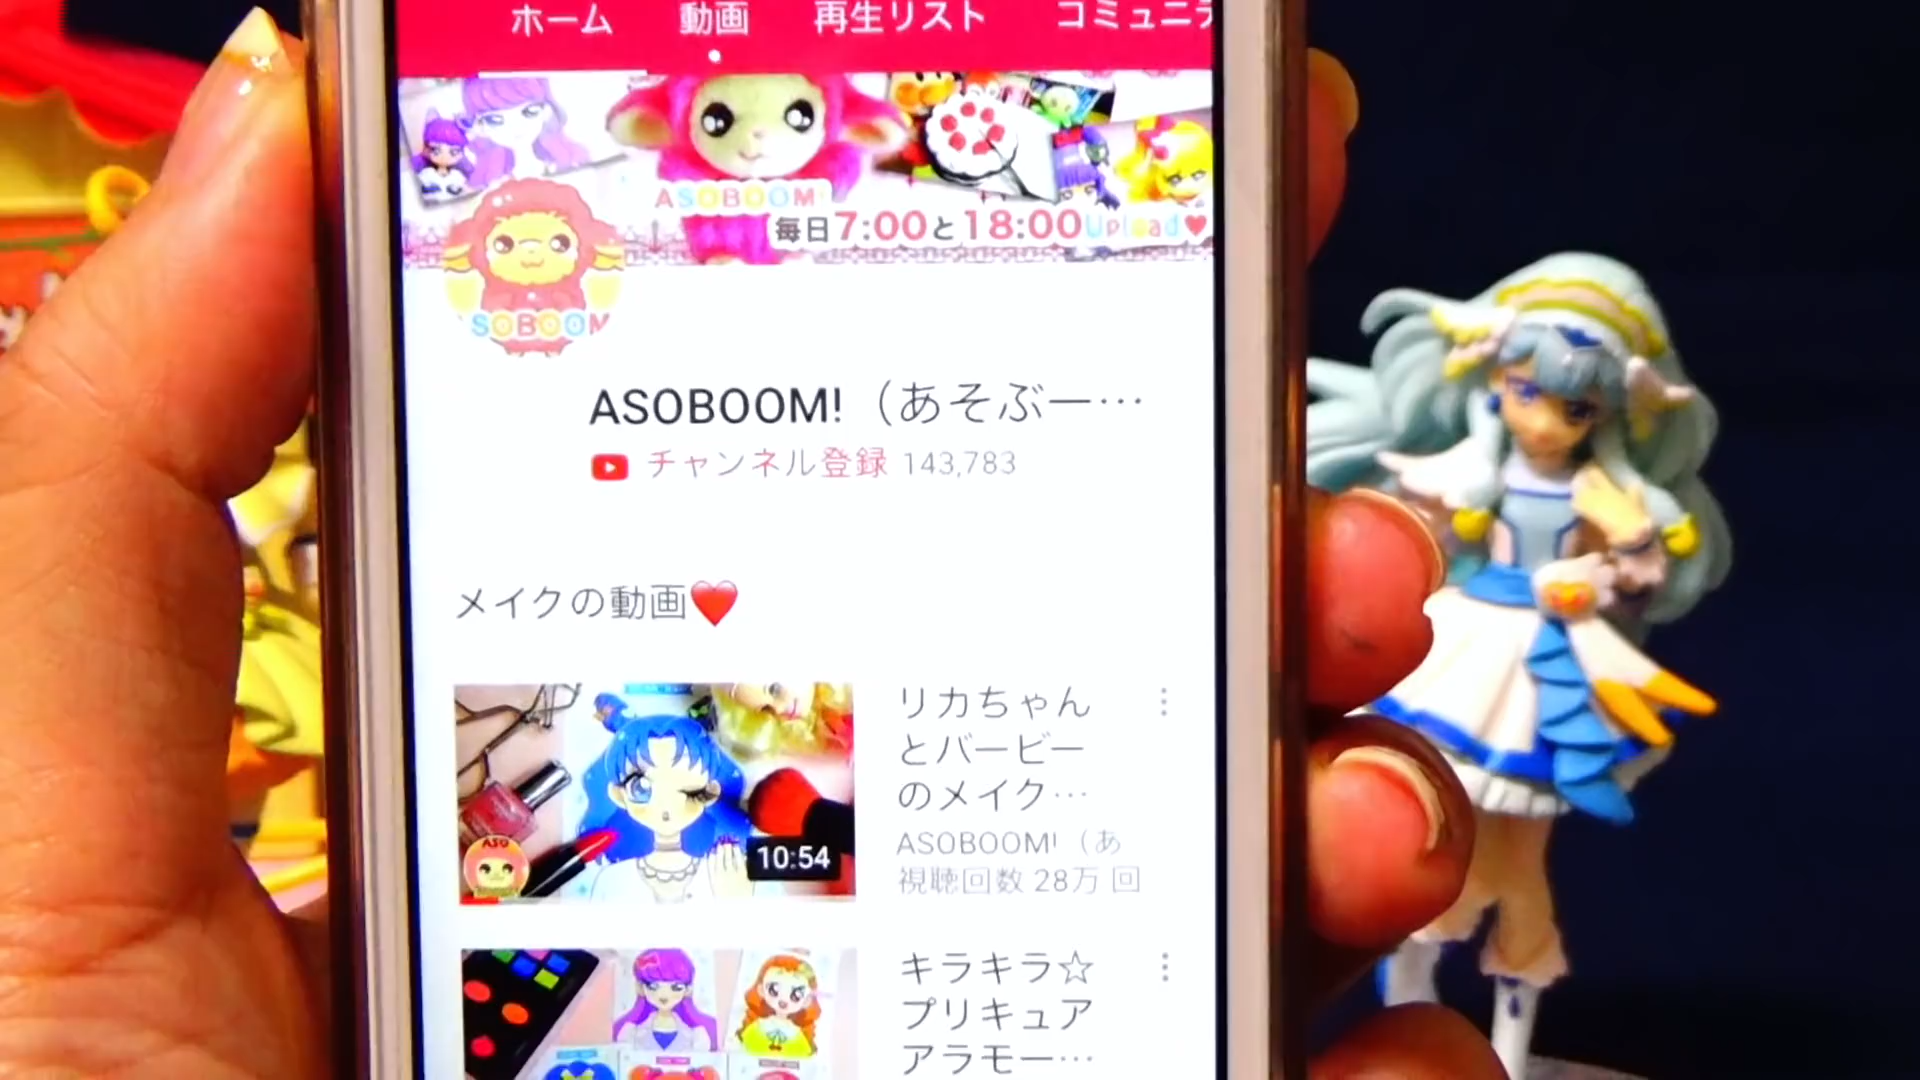 ホーム 動画 再生リスト コミュニテ
ASOBOOM!
毎日7:00と18:00Upload♥
SOBOOM
ASOBOOM!（あそぶー…
チャンネル登録 143,783
メイクの動画❤
リカちゃん
とバービー
のメイク…
ASOBOOM!（あ
視聴回数 28万 回
ASO
10:54
キラキラ☆
プリキュア
アラモー…